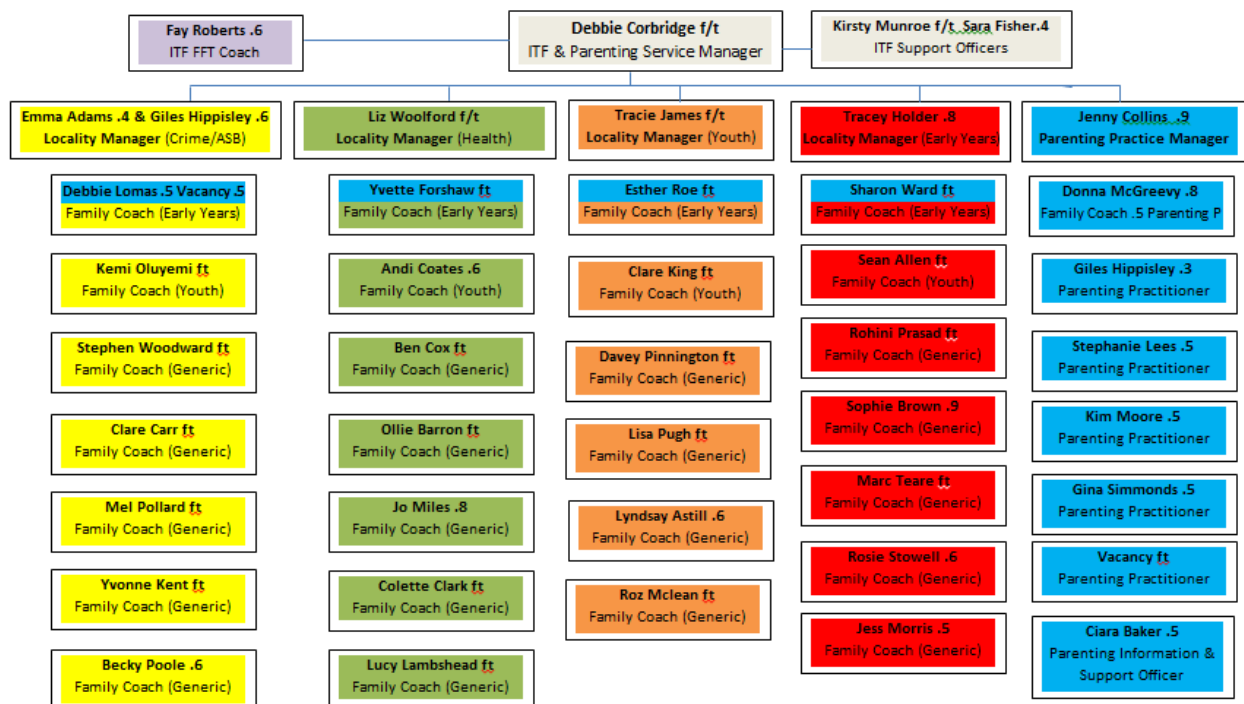 Fay Roberts .6
ITF FFT Coach
Debbie Corbridge f/t
ITF & Parenting Service Manager
Kirsty Munroe f/t Sara Fisher.4
ITF Support Officers
Emma Adams .4 & Giles Hippisley .6
Locality Manager (Crime/ASB)
Liz Woolford f/t
Locality Manager (Health)
Tracie James f/t
Locality Manager (Youth)
Tracey Holder .8
Locality Manager (Early Years)
Jenny Collins .9
Parenting Practice Manager
Debbie Lomas .5 Vacancy .5
Family Coach (Early Years)
Kemi Oluyemi ft
Family Coach (Youth)
Stephen Woodward ft
Family Coach (Generic)
Clare Carr ft
Family Coach (Generic)
Mel Pollard ft
Family Coach (Generic)
Yvonne Kent ft
Family Coach (Generic)
Becky Poole .6
Family Coach (Generic)
Yvette Forshaw ft
Family Coach (Early Years)
Andi Coates .6
Family Coach (Youth)
Ben Cox ft
Family Coach (Generic)
Ollie Barron ft
Family Coach (Generic)
Jo Miles .8
Family Coach (Generic)
Colette Clark ft
Family Coach (Generic)
Lucy Lambshead ft
Family Coach (Generic)
Esther Roe ft
Family Coach (Early Years)
Clare King ft
Family Coach (Youth)
Davey Pinnington ft
Family Coach (Generic)
Lisa Pugh ft
Family Coach (Generic)
Lyndsay Astill .6
Family Coach (Generic)
Roz Mclean ft
Family Coach (Generic)
Sharon Ward ft
Family Coach (Early Years)
Sean Allen ft
Family Coach (Youth)
Rohini Prasad ft
Family Coach (Generic)
Sophie Brown .9
Family Coach (Generic)
Marc Teare ft
Family Coach (Generic)
Rosie Stowell .6
Family Coach (Generic)
Jess Morris .5
Family Coach (Generic)
Donna McGreevy .8
Family Coach .5 Parenting P
Giles Hippisley .3
Parenting Practitioner
Stephanie Lees .5
Parenting Practitioner
Kim Moore .5
Parenting Practitioner
Gina Simmonds .5
Parenting Practitioner
Vacancy ft
Parenting Practitioner
Ciara Baker .5
Parenting Information &
Support Officer